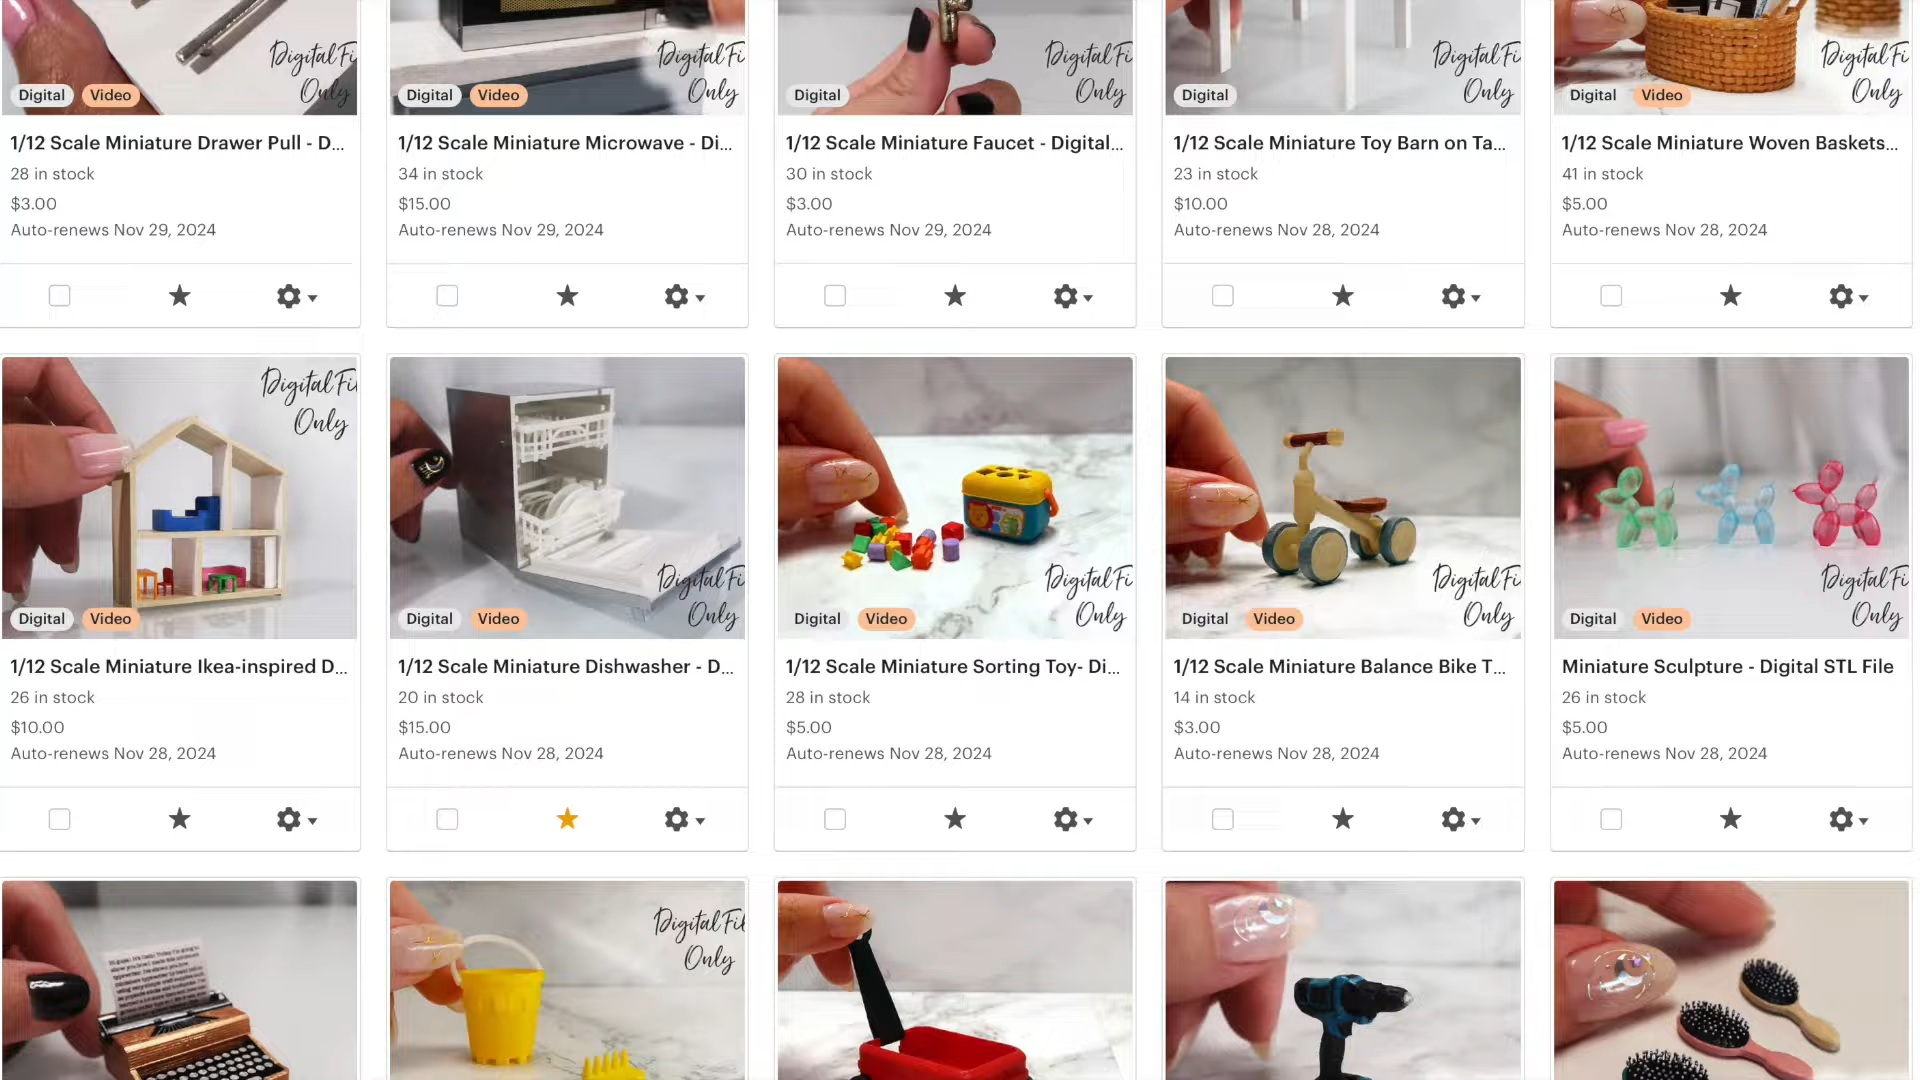 Digital Fi
Only
Digital Video
Digital Fi
Only
Digital Video
Digital Fi
Only
Digital
Digital Fi
Only
Digital
Digital Fi
Only
Digital Video
1/12 Scale Miniature Drawer Pull - D...
28 in stock
$3.00
Auto-renews Nov 29, 2024
1/12 Scale Miniature Microwave - Di...
34 in stock
$15.00
Auto-renews Nov 29, 2024
1/12 Scale Miniature Faucet - Digital...
30 in stock
$3.00
Auto-renews Nov 29, 2024
1/12 Scale Miniature Toy Barn on Ta...
23 in stock
$10.00
Auto-renews Nov 28, 2024
1/12 Scale Miniature Woven Baskets...
41 in stock
$5.00
Auto-renews Nov 28, 2024
Digital Fi
Only
Digital Video
1/12 Scale Miniature Ikea-inspired D...
26 in stock
$10.00
Auto-renews Nov 28, 2024
Digital Fi
Only
Digital Video
1/12 Scale Miniature Dishwasher - D...
20 in stock
$15.00
Auto-renews Nov 28, 2024
Digital Fi
Only
Digital Video
1/12 Scale Miniature Sorting Toy- Di...
28 in stock
$5.00
Auto-renews Nov 28, 2024
Digital Fi
Only
Digital Video
1/12 Scale Miniature Balance Bike T...
14 in stock
$3.00
Auto-renews Nov 28, 2024
Digital Fi
Only
Digital Video
Miniature Sculpture - Digital STL File
26 in stock
$5.00
Auto-renews Nov 28, 2024
Digital Fil
Only